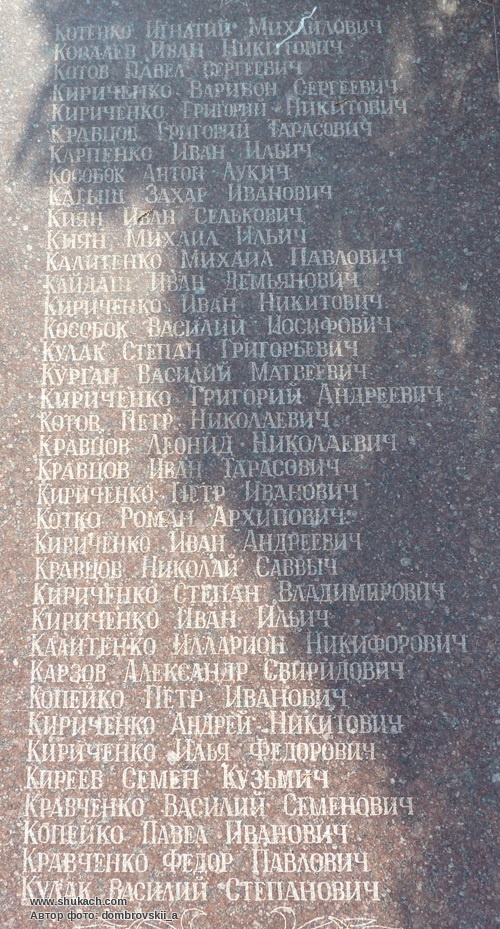 Котенко Игнатий Михайлович
Ковалев Иван Никитович
Котов Павел Сергеевич
Кириченко Варивон Сергеевич
Кириченко Григорий Никитович
Кравцов Григорий Тарасович
Карпенко Иван Ильич
Кособок Антон Лукич
Захар Иванович
Киян Иван Селькович
Киян Михаил Ильич
Калитенко Михаил Павлович
Кайдаш Иван Демьянович
Кириченко Иван Никитович
Кособок Василий Иосифович
Кулак Степан Григорьевич
Курган Василий Матвеевич
Кириченко Григорий Андреевич
Котов Петр Николаевич
Кравцов Леонид Николаевич
Кравцов Иван Тарасович
Кириченко Петр Иванович
Котко Роман Архипович
Кириченко Иван Андреевич
Кравцов Николай Саввыч
Кириченко Степан Владимирович
Кириченко Иван Ильич
Калитенко Илларион Никифорович
Карзов Александр Свиридович
Копейко Петр Иванович
Кириченко Андрей Никитович
Кириченко Илья Федорович
Киреев Семен Кузьмич
Кравченко Василий Семенович
Копейко Павел Иванович
Кравченко Федор Павлович
Кулак Василий Степанович
www.shukach.com
Автор фото: dombrovskii_a